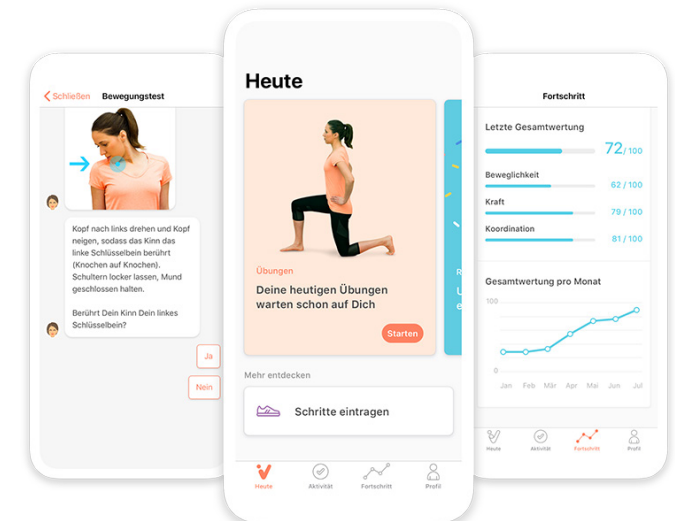 Schließen Bewegungstest
Kopf nach links drehen und Kopf
neigen, sodass das Kinn das
linke Schlüsselbein berührt
(Knochen auf Knochen).
Schultern locker lassen, Mund
geschlossen halten.
Berührt Dein Kinn Dein linkes
Schlüsselbein?
Ja
Nein
Heute
Übungen
Deine heutigen Übungen
warten schon auf Dich
Starten
Mehr entdecken
Schritte eintragen
Heute Aktivität Fortschritt Profil
Fortschritt
Letzte Gesamtwertung
72/ 100
Beweglichkeit
62 / 100
Kraft
79 / 100
Koordination
81 / 100
Gesamtwertung pro Monat
100
0
Jan Feb Mär Apr Mai Jun Jul
Heute Aktivität Fortschritt Profil